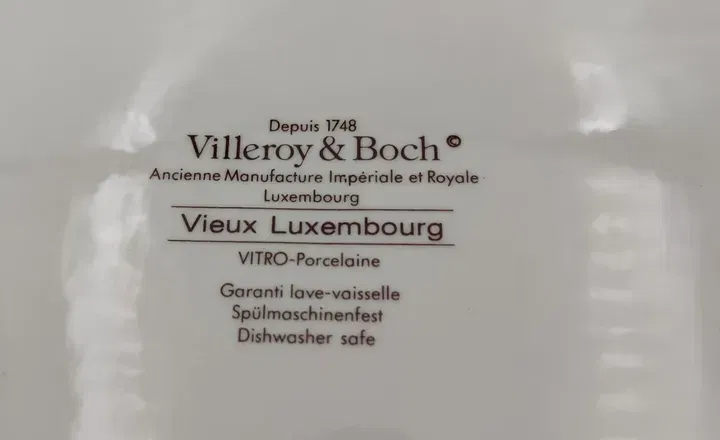 Depuis 1748
Villeroy & Boch©
Ancienne Manufacture Impériale et Royale
Luxembourg
Vieux Luxembourg
VITRO-Porcelaine
Garanti lave-vaisselle
Spülmaschinenfest
Dishwasher safe